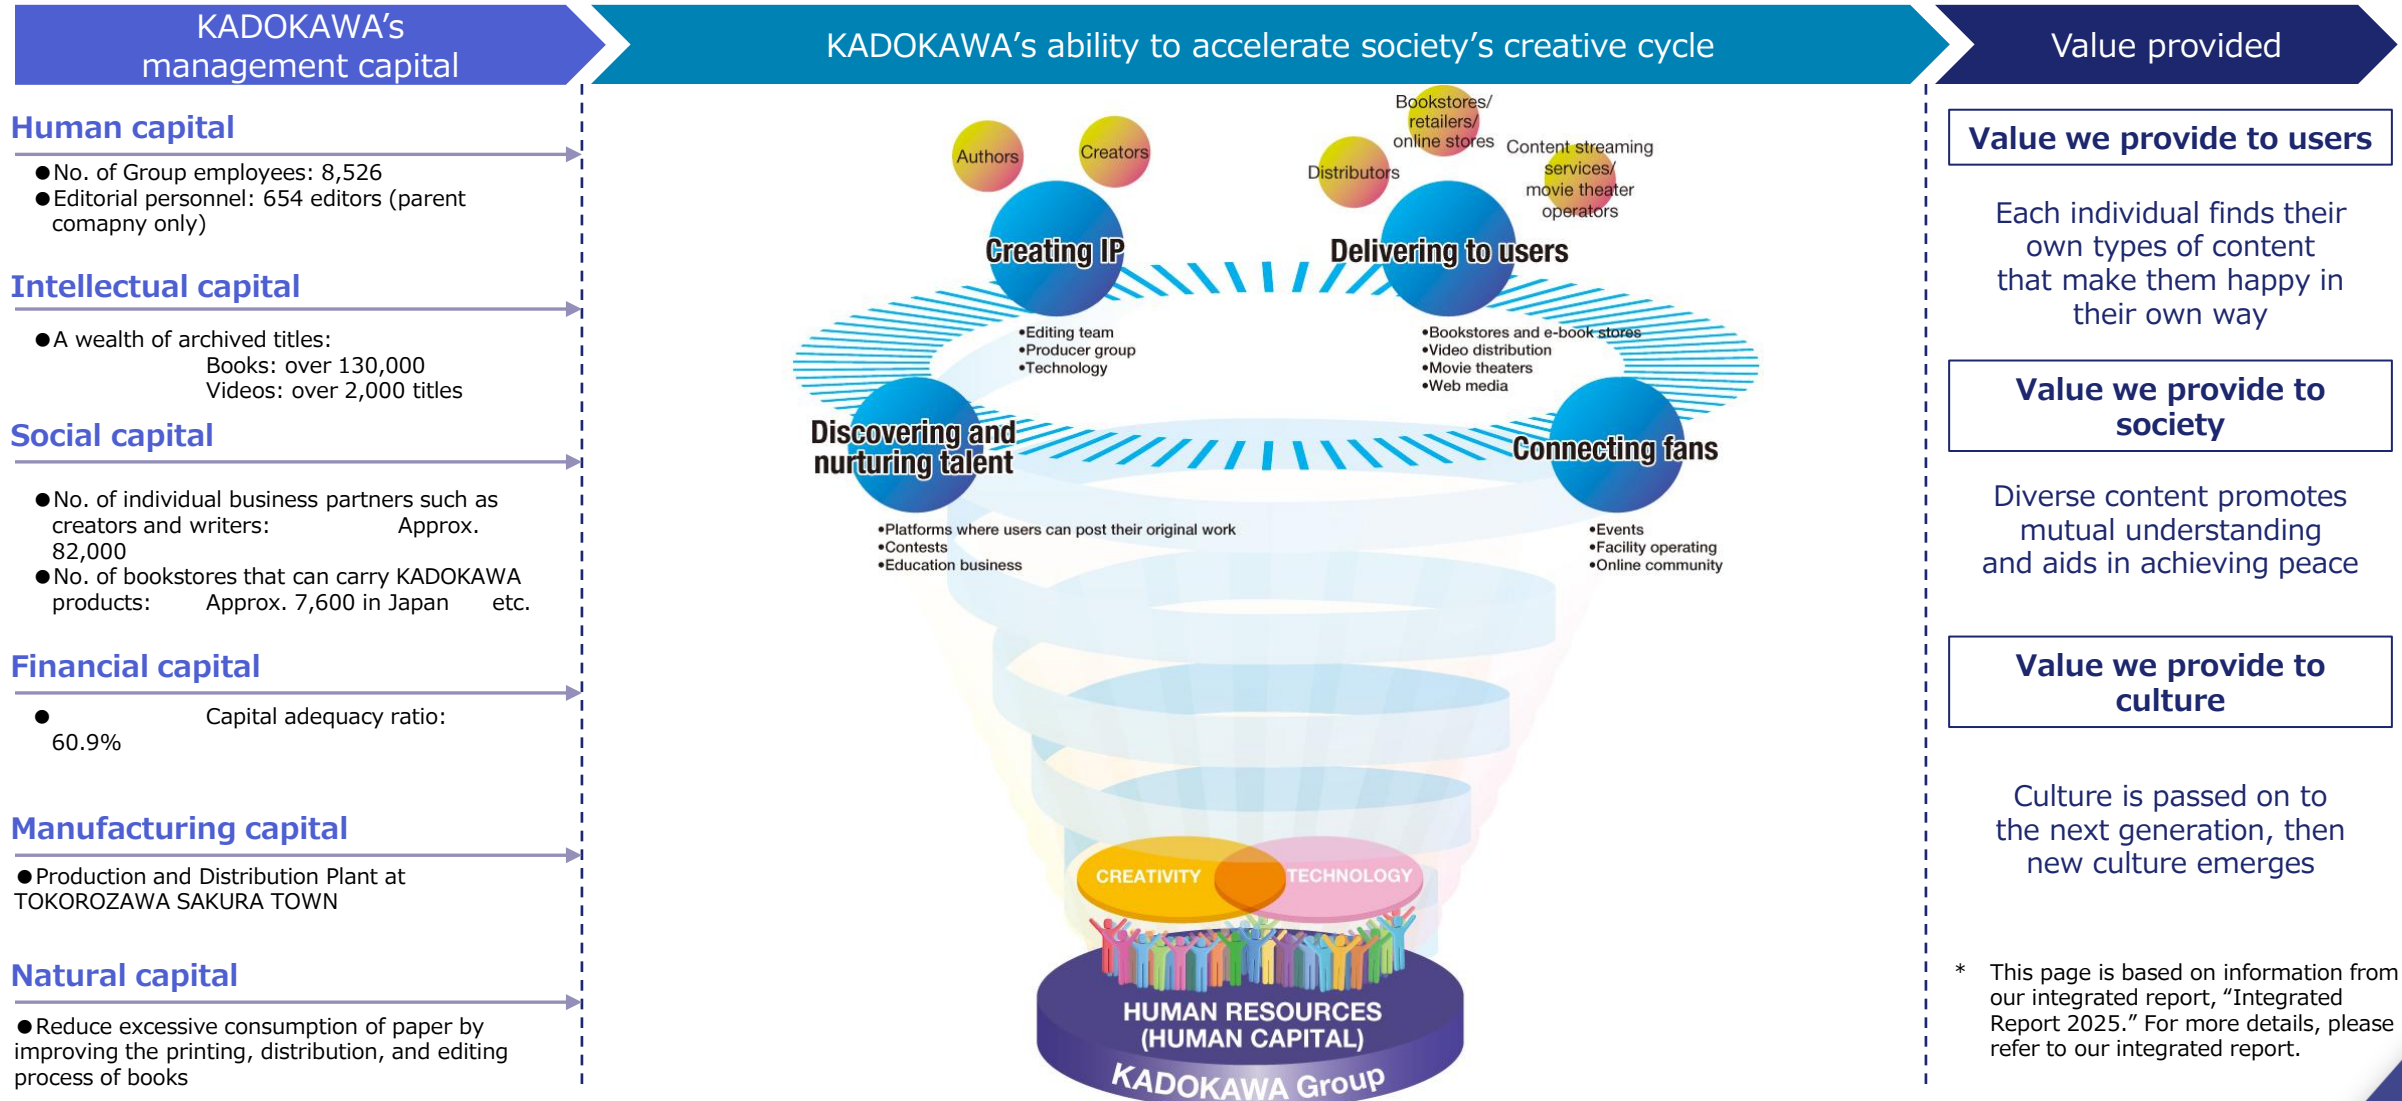 KADOKAWA's
management capital
KADOKAWA's ability to accelerate society's creative cycle
Value provided
Human capital
●No. of Group employees: 8,526
●Editorial personnel: 654 editors (parent
comapny only)
Intellectual capital
●A wealth of archived titles:
Books: over 130,000
Videos: over 2,000 titles
Social capital
●No. of individual business partners such as
creators and writers: Approx.
82,000
●No. of bookstores that can carry KADOKAWA
products: Approx. 7,600 in Japan etc.
Financial capital
● Capital adequacy ratio:
60.9%
Manufacturing capital
●Production and Distribution Plant at
TOKOROZAWA SAKURA TOWN
Natural capital
●Reduce excessive consumption of paper by
improving the printing, distribution, and editing
process of books
Authors
Creators
Creating IP
•Editing team
•Producer group
•Technology
Distributors
Bookstores/
retailers/
online stores
Content streaming
services/
movie theater
operators
Delivering to users
•Bookstores and e-book stores
•Video distribution
•Movie theaters
•Web media
Discovering and
nurturing talent
•Platforms where users can post their original work
•Contests
•Education business
Connecting fans
•Events
•Facility operating
•Online community
CREATIVITY
TECHNOLOGY
HUMAN RESOURCES
(HUMAN CAPITAL)
KADOKAWA Group
Value we provide to users
Each individual finds their
own types of content
that make them happy in
their own way
Value we provide to
society
Diverse content promotes
mutual understanding
and aids in achieving peace
Value we provide to
culture
Culture is passed on to
the next generation, then
new culture emerges
* This page is based on information from
our integrated report, “Integrated
Report 2025.” For more details, please
refer to our integrated report.